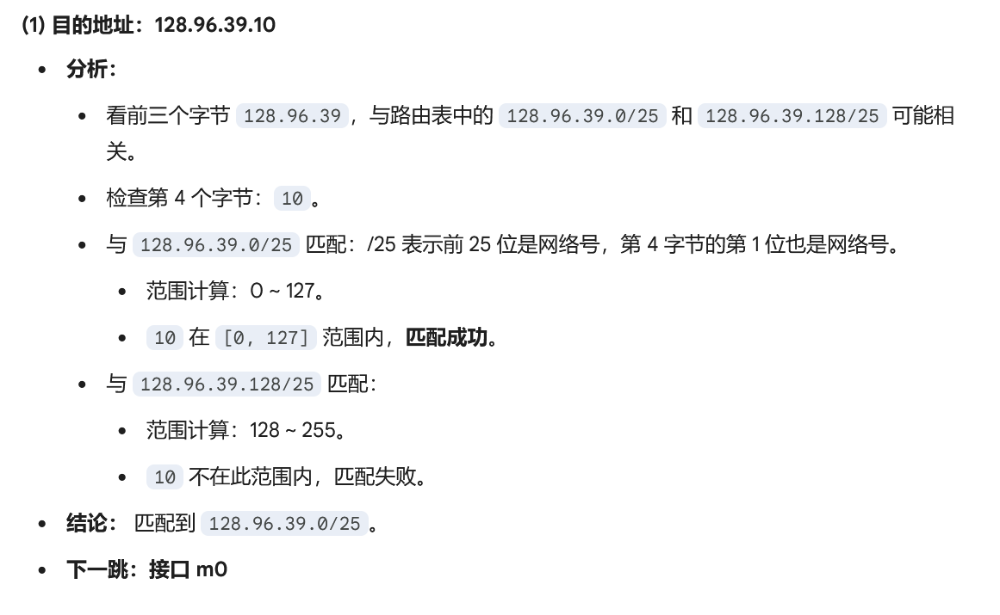 (1) 目的地址：128.96.39.10
• 分析：
• 看前三个字节 128.96.39，与路由表中的 128.96.39.0/25 和 128.96.39.128/25 可能相
关。
• 检查第 4 个字节：10。
• 与 128.96.39.0/25 匹配：/25 表示前 25 位是网络号，第 4 字节的第 1 位也是网络号。
• 范围计算：0 ~ 127。
• 10 在 [0, 127] 范围内，匹配成功。
• 与 128.96.39.128/25 匹配：
• 范围计算：128 ~ 255。
• 10 不在此范围内，匹配失败。
• 结论： 匹配到 128.96.39.0/25。
• 下一跳：接口 m0